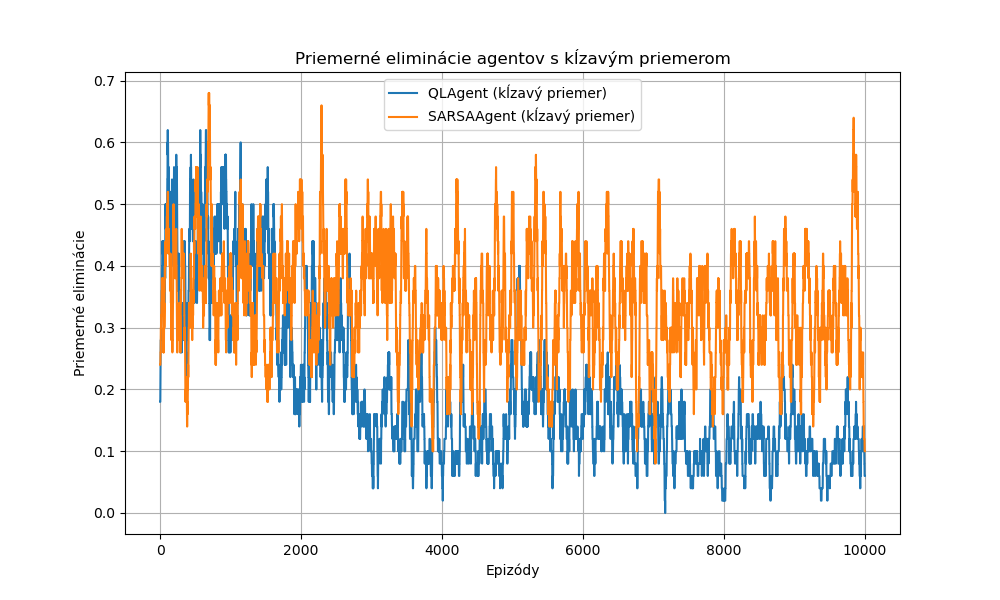 Priemerné eliminácie agentov s kĺzavým priemerom
QLAgent (kĺzavý priemer)
SARSAAgent (kĺzavý priemer)
Priemerné eliminácie
0.7
0.6
0.5
0.4
0.3
0.2
0.1
0.0
0
2000
4000
6000
8000
10000
Epizódy